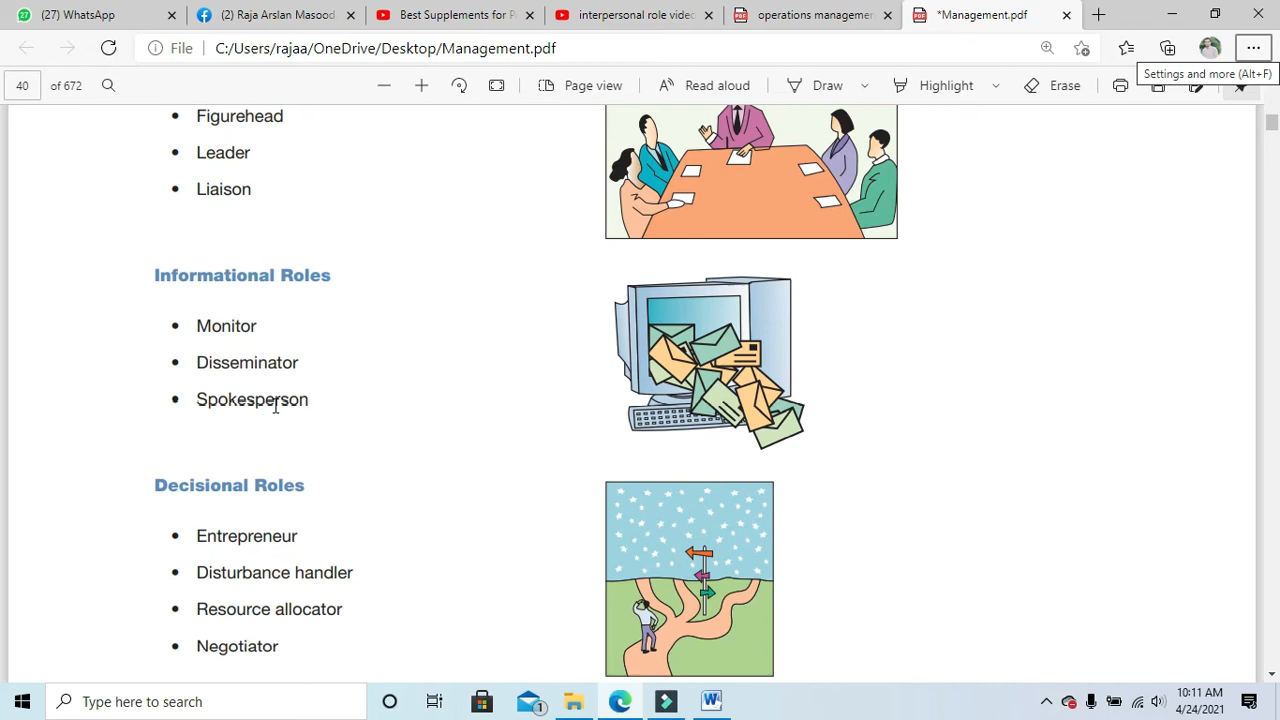 (27) WhatsApp
(2) Raja Arslan Masood
Best Supplements for P
interpersonal role video
operations managemen
*Management.pdf
File
C:/Users/rajaa/OneDrive/Desktop/Management.pdf
Settings and more (Alt+F)
40
of 672
Page view
Read aloud
Draw
Highlight
Erase
• Figurehead
• Leader
• Liaison
Informational Roles
• Monitor
• Disseminator
• Spokesperson
Decisional Roles
• Entrepreneur
• Disturbance handler
• Resource allocator
• Negotiator
Type here to search
1
10:11 AM
4/24/2021